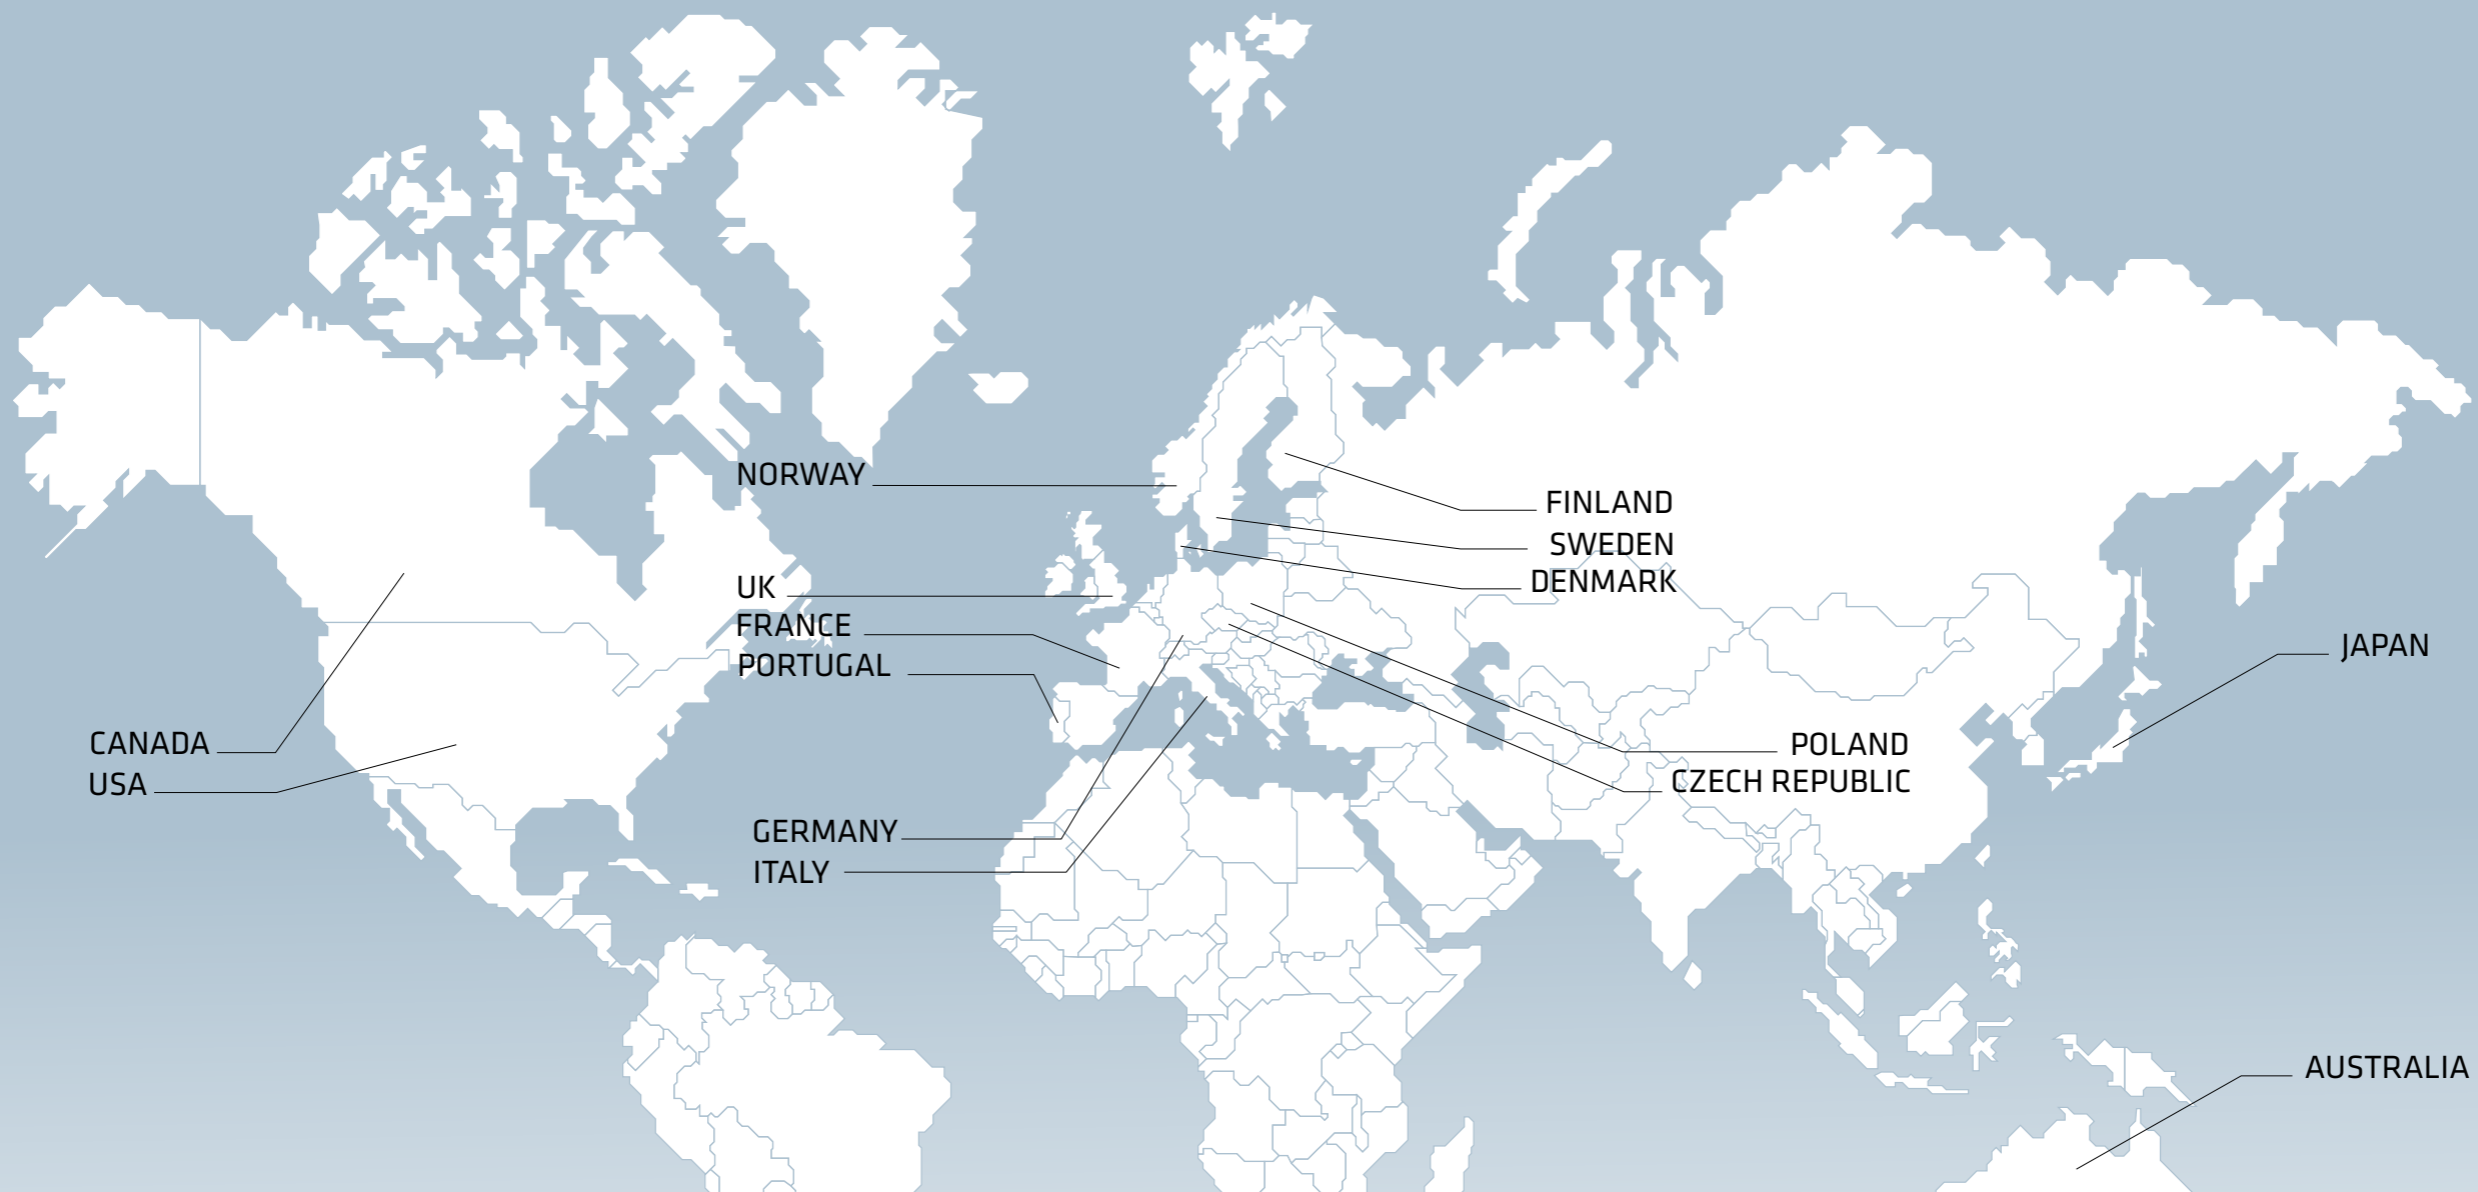 NORWAY
FINLAND
SWEDEN
DENMARK
UK
FRANCE
PORTUGAL
JAPAN
CANADA
USA
POLAND
CZECH REPUBLIC
GERMANY
ITALY
AUSTRALIA